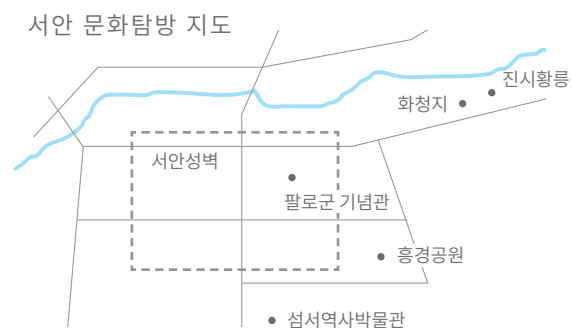 서안 문화탐방 지도
진시황릉
화청지
서안성벽
팔로군 기념관
흥경공원
섬서역사박물관